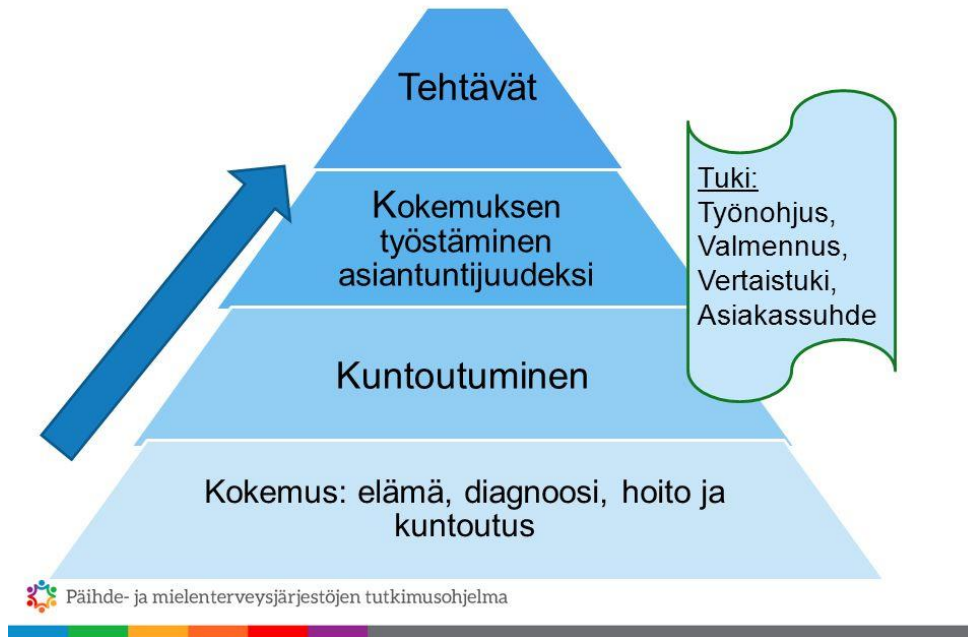 Tehtävät
Kokemuksen
työstäminen
asiantuntijuudeksi
Kuntoutuminen
Kokemus: elämä, diagnoosi, hoito ja
kuntoutus
Tuki:
Työnohjus,
Valmennus,
Vertaistuki,
Asiakassuhde
Päihde- ja mielenterveysjärjestöjen tutkimusohjelma